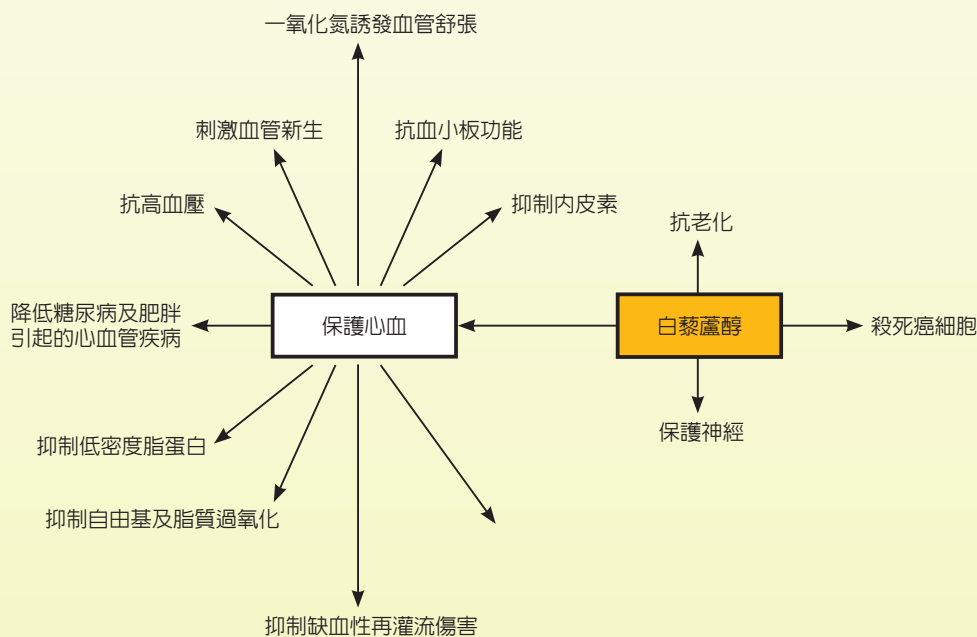 一氧化氮誘發血管舒張
刺激血管新生
抗血小板功能
抗高血壓
抑制內皮素
抗老化
降低糖尿病及肥胖
引起的心血管疾病
保護心血
白藜蘆醇
殺死癌細胞
保護神經
抑制低密度脂蛋白
抑制自由基及脂質過氧化
抑制缺血性再灌流傷害